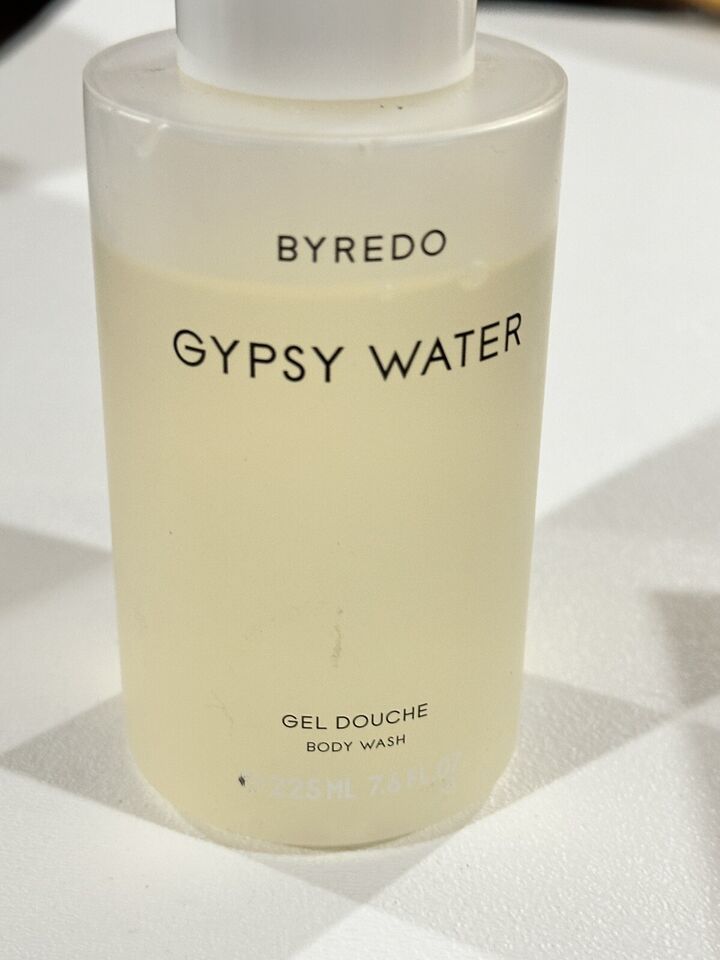 BYREDO
GYPSY WATER
GEL DOUCHE
BODY WASH
225ML 7.6 FL OZ